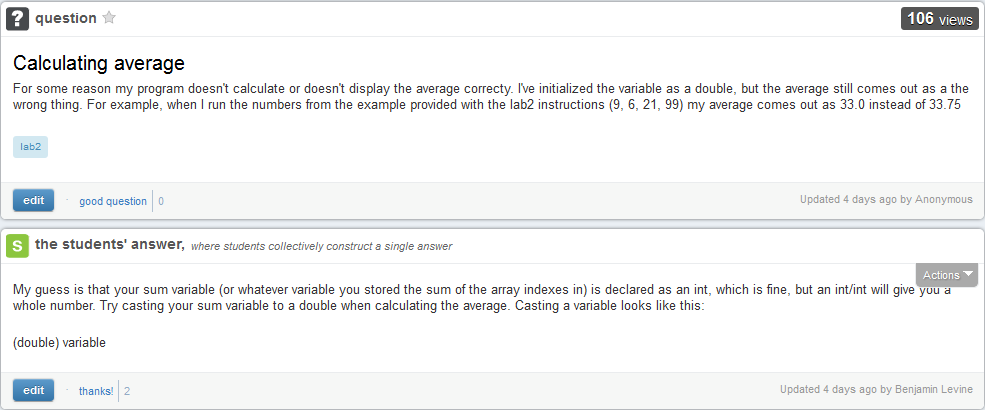 ? question
106 views
Calculating average
For some reason my program doesn't calculate or doesn't display the average correcty. I've initialized the variable as a double, but the average still comes out as a the
wrong thing. For example, when I run the numbers from the example provided with the lab2 instructions (9, 6, 21, 99) my average comes out as 33.0 instead of 33.75
lab2
edit · good question 0
Updated 4 days ago by Anonymous
S the students' answer, where students collectively construct a single answer
Actions
My guess is that your sum variable (or whatever variable you stored the sum of the array indexes in) is declared as an int, which is fine, but an int/int will give you a
whole number. Try casting your sum variable to a double when calculating the average. Casting a variable looks like this:
(double) variable
edit · thanks! 2
Updated 4 days ago by Benjamin Levine